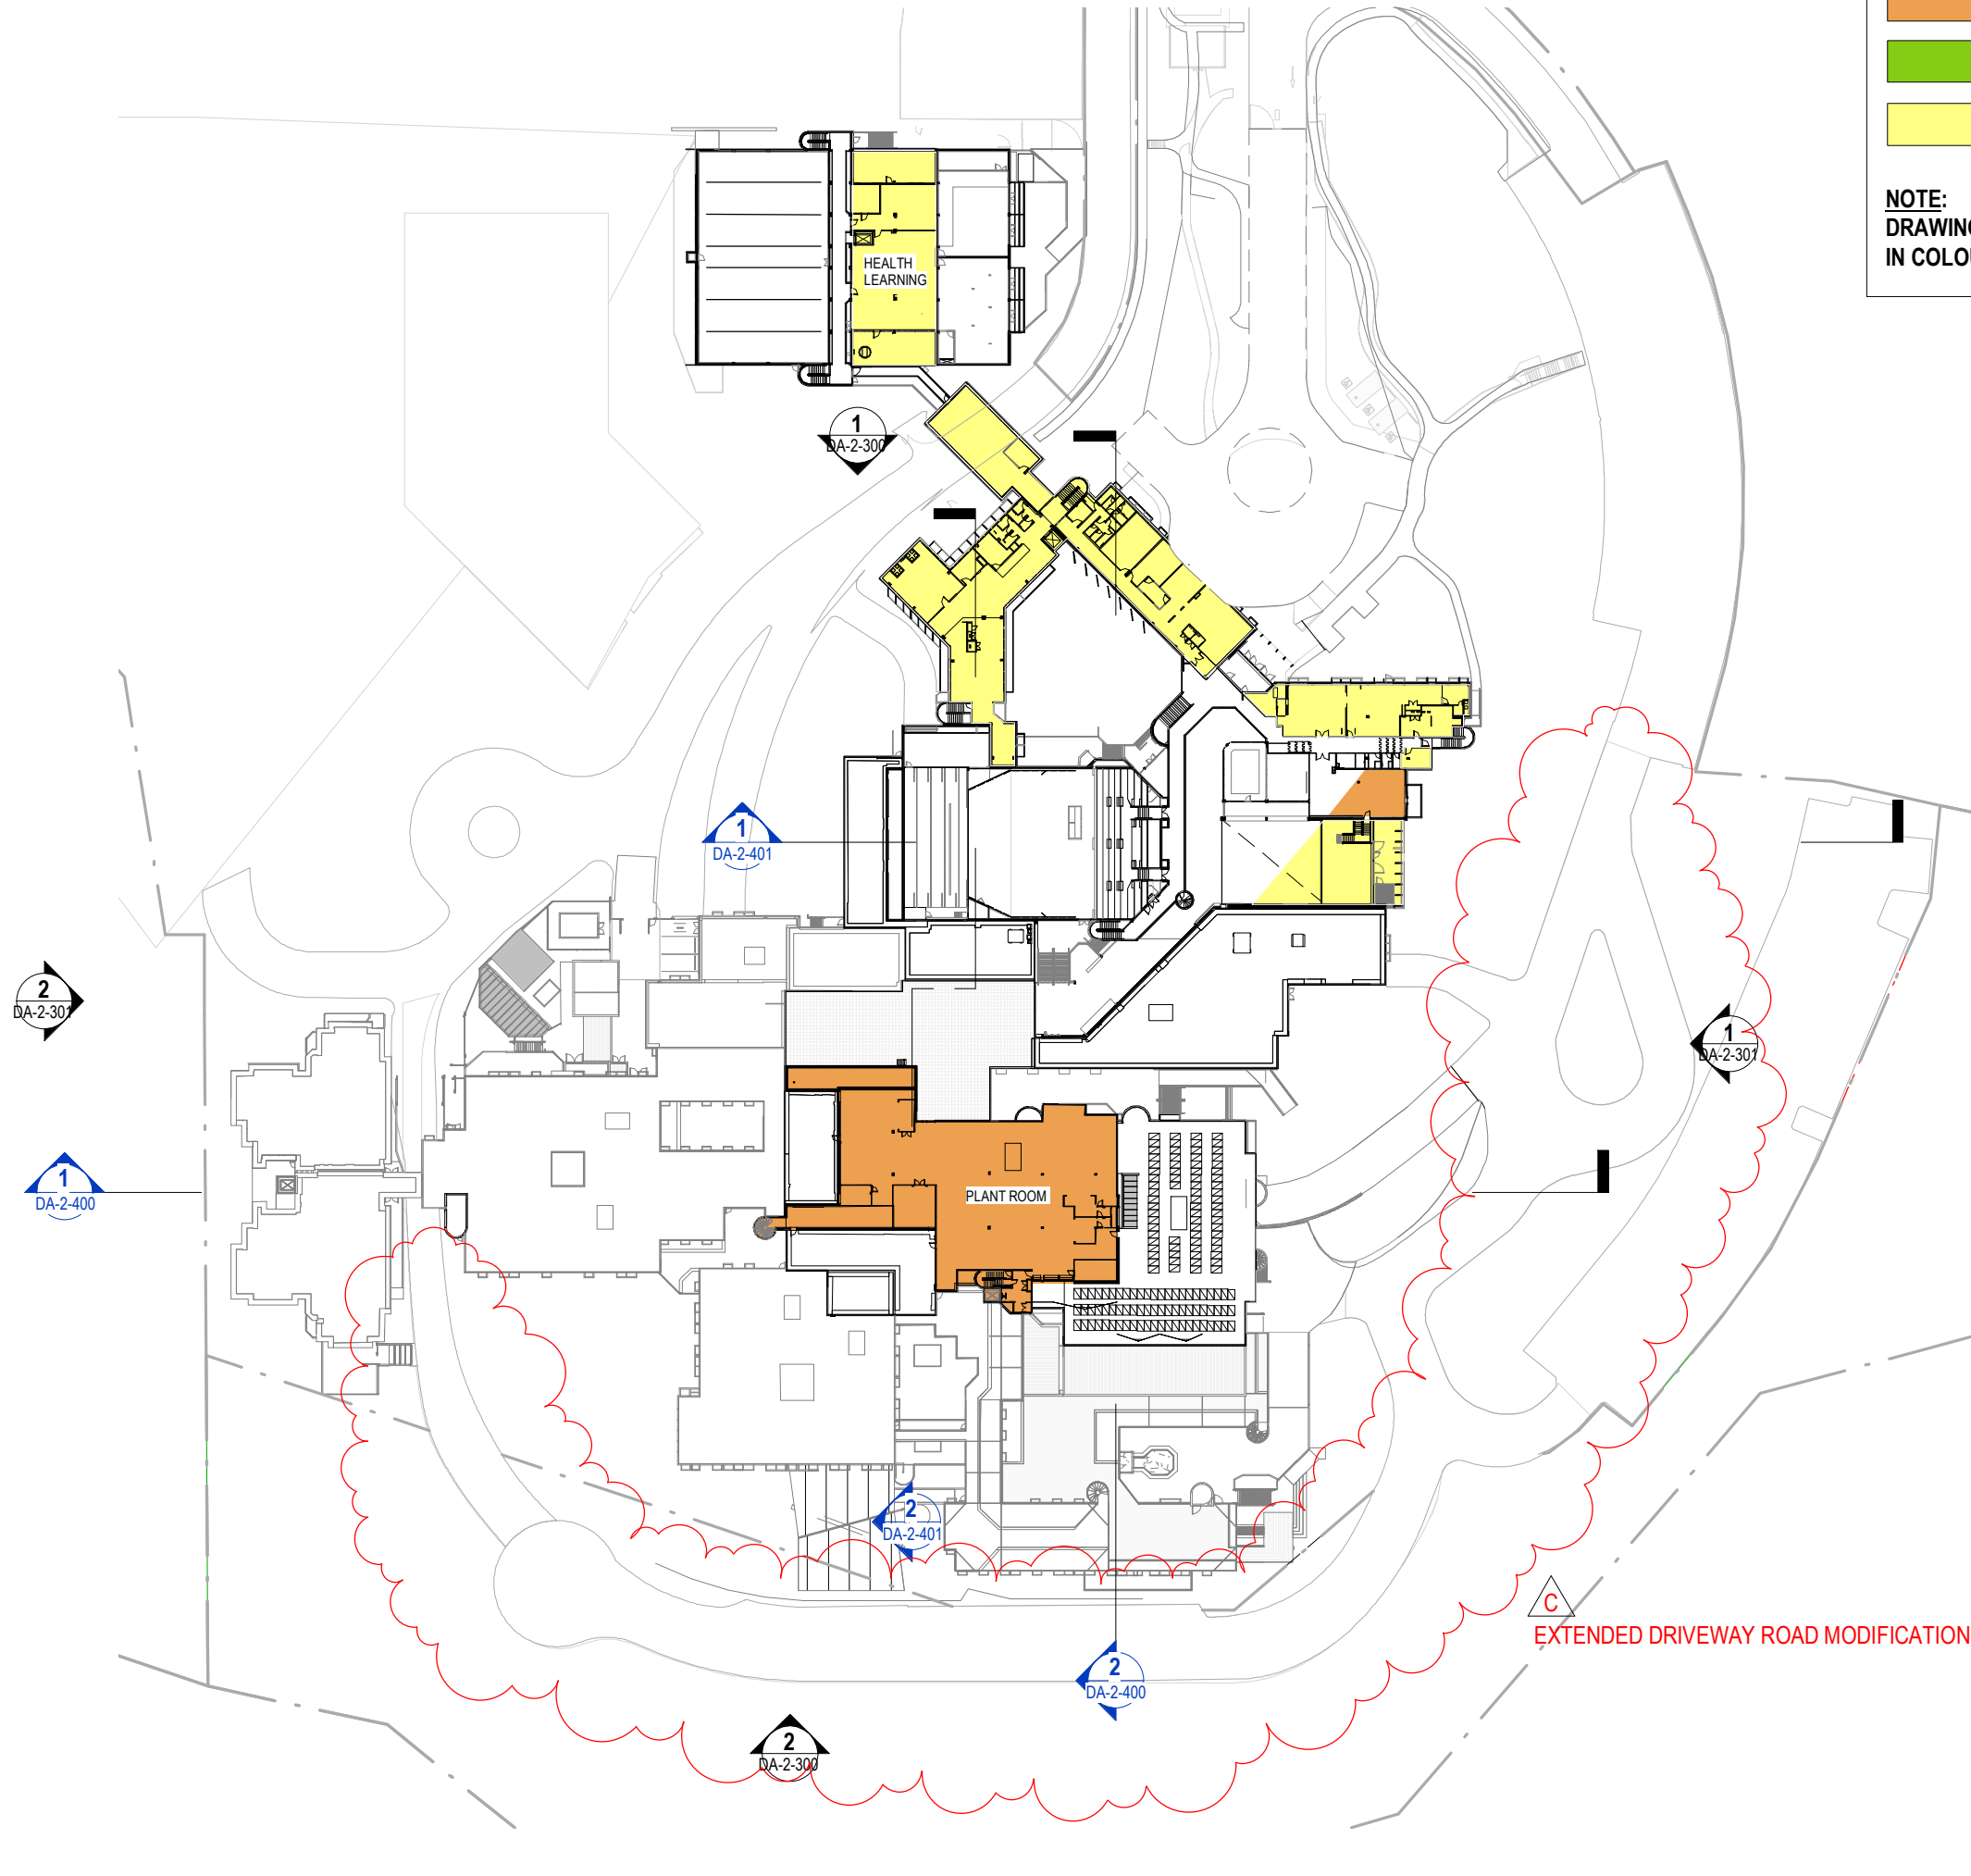 NOTE:
DRAWING
IN COLOU
HEALTH
LEARNING
1
DA-2-300
1
DA-2-401
2
DA-2-301
1
DA-2-301
1
DA-2-400
PLANT ROOM
2
DA-2-401
C
EXTENDED DRIVEWAY ROAD MODIFICATION
2
DA-2-400
2
DA-2-300